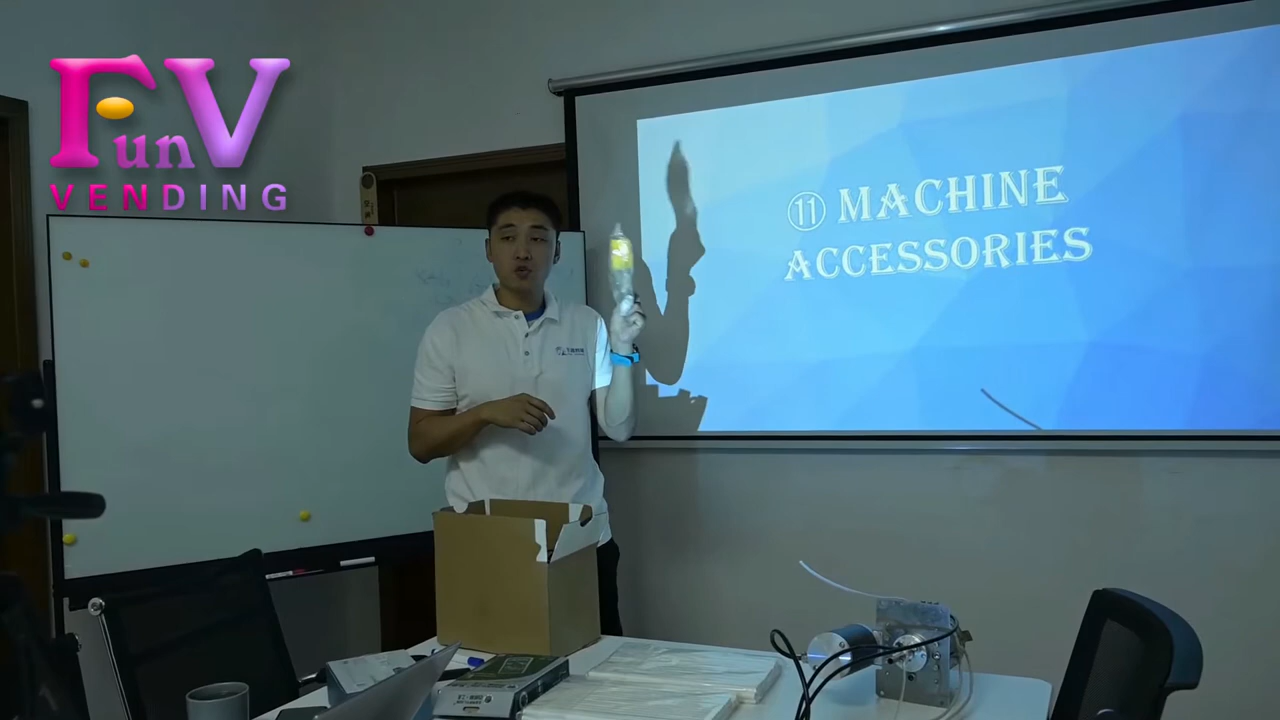 FunV
VENDING
⑪ MACHINE
ACCESSORIES